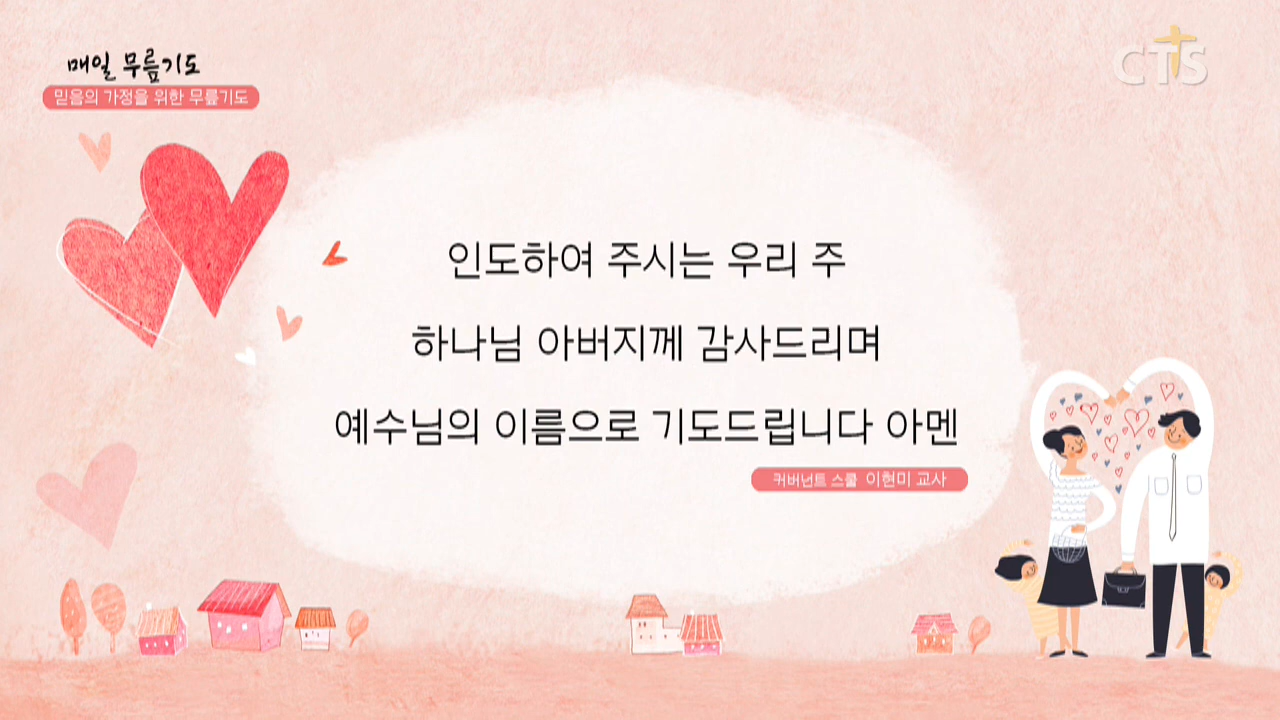 매일 무릎기도
믿음의 가정을 위한 무릎기도
CTS
인도하여 주시는 우리 주
하나님 아버지께 감사드리며
예수님의 이름으로 기도드립니다 아멘
커버넌트 스쿨 이현미 교사